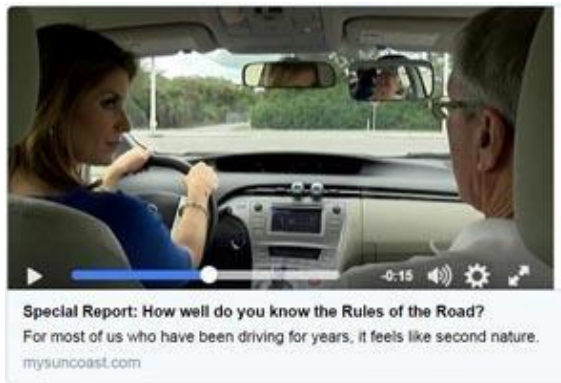 -0:15
Special Report: How well do you know the Rules of the Road?
For most of us who have been driving for years, it feels like second nature.
mysuncoast.com